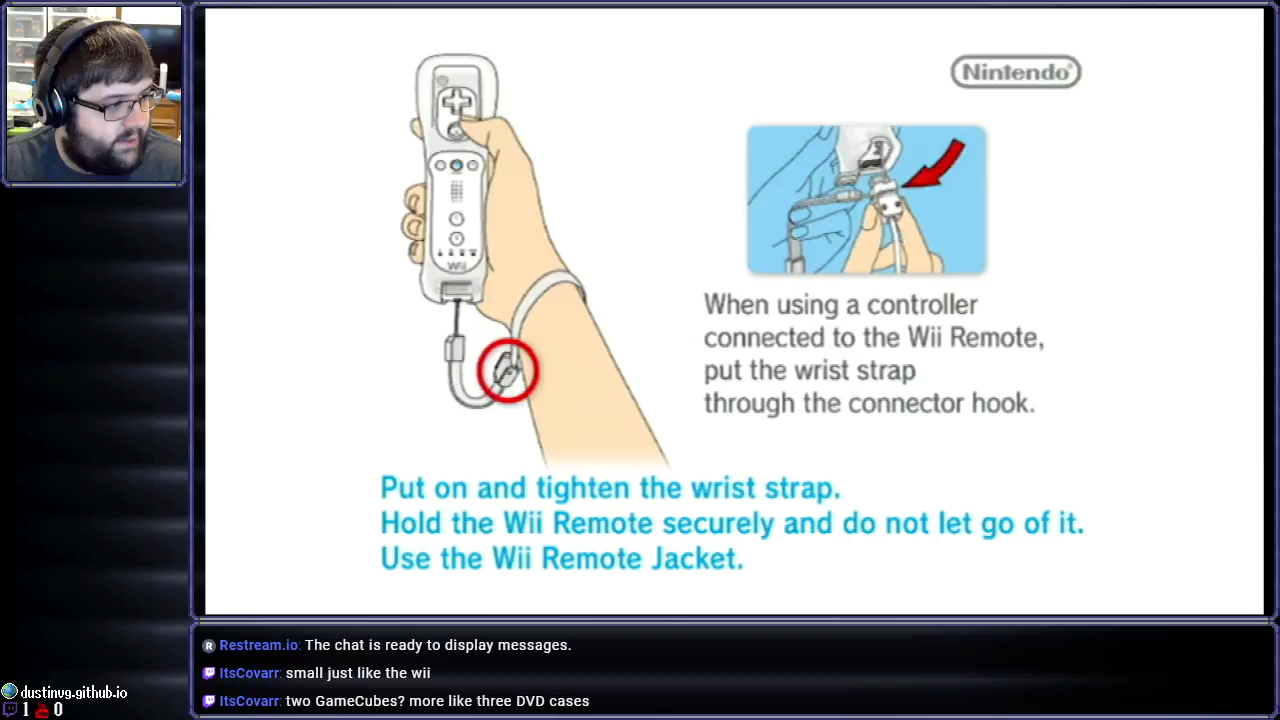 Nintendo®
Wii
When using a controller
connected to the Wii Remote,
put the wrist strap
through the connector hook.
Put on and tighten the wrist strap.
Hold the Wii Remote securely and do not let go of it.
Use the Wii Remote Jacket.
Restream.io: The chat is ready to display messages.
ItsCovarr: small just like the wii
ItsCovarr: two GameCubes? more like three DVD cases
dustinvg.github.io
1 0